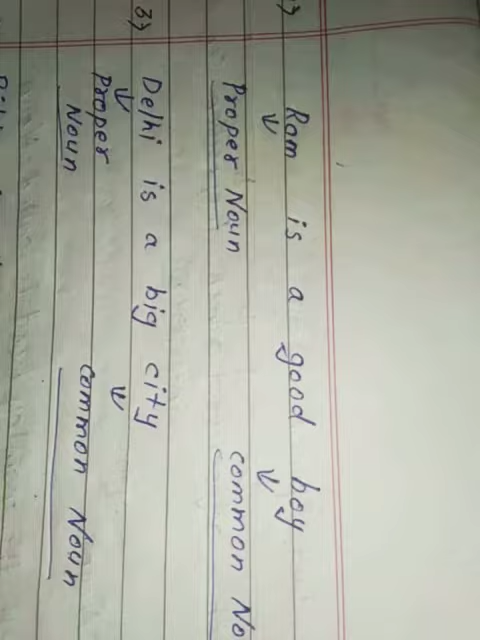 Ram is a good boy
Proper Noun common No
3) Delhi is a big city
Proper
Noun common Noun